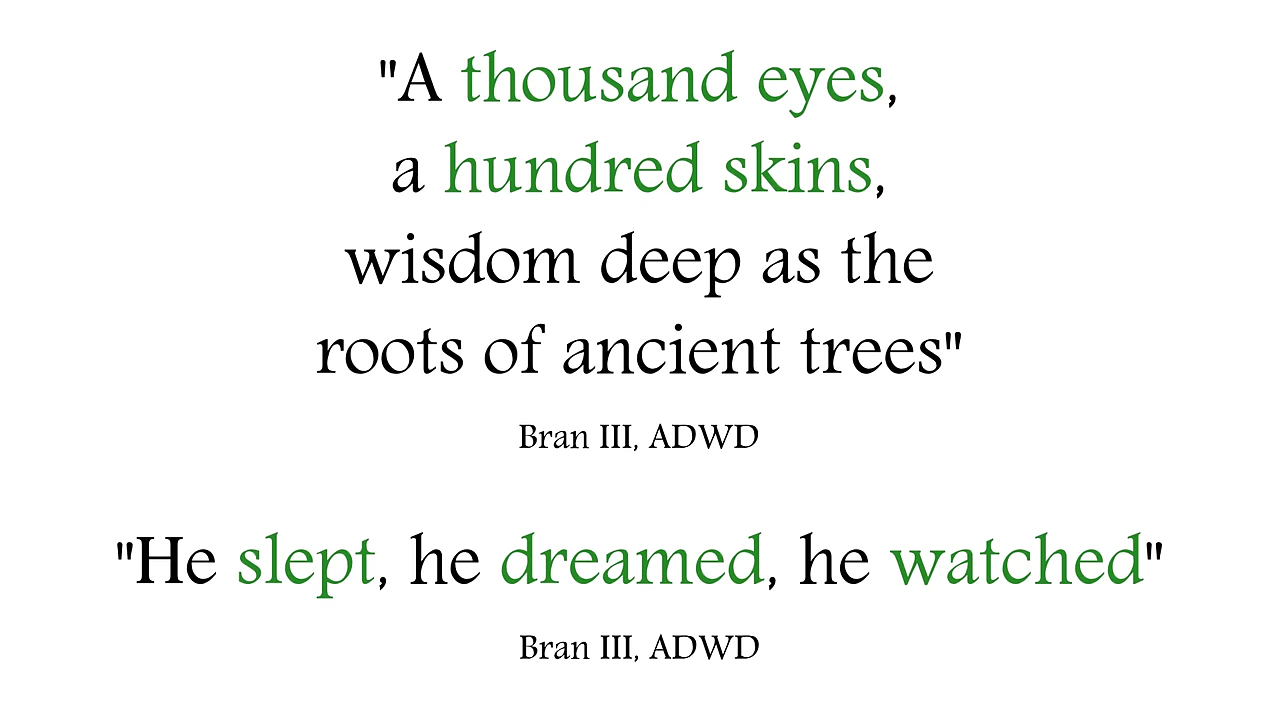 "A thousand eyes,
a hundred skins,
wisdom deep as the
roots of ancient trees"
Bran III, ADWD
"He slept, he dreamed, he watched"
Bran III, ADWD